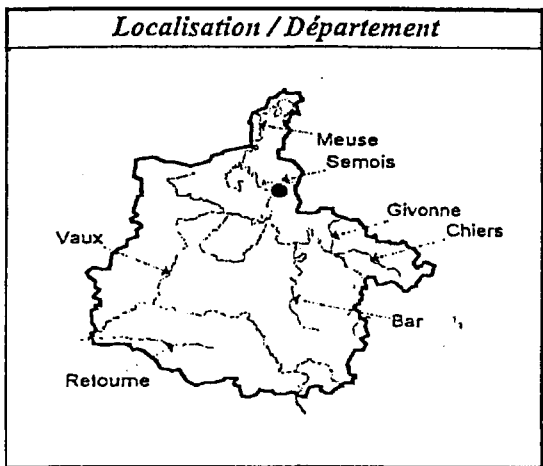 Localisation / Département
Meuse
Semois
Givonne
Chiers
Vaux
Bar
Retourne